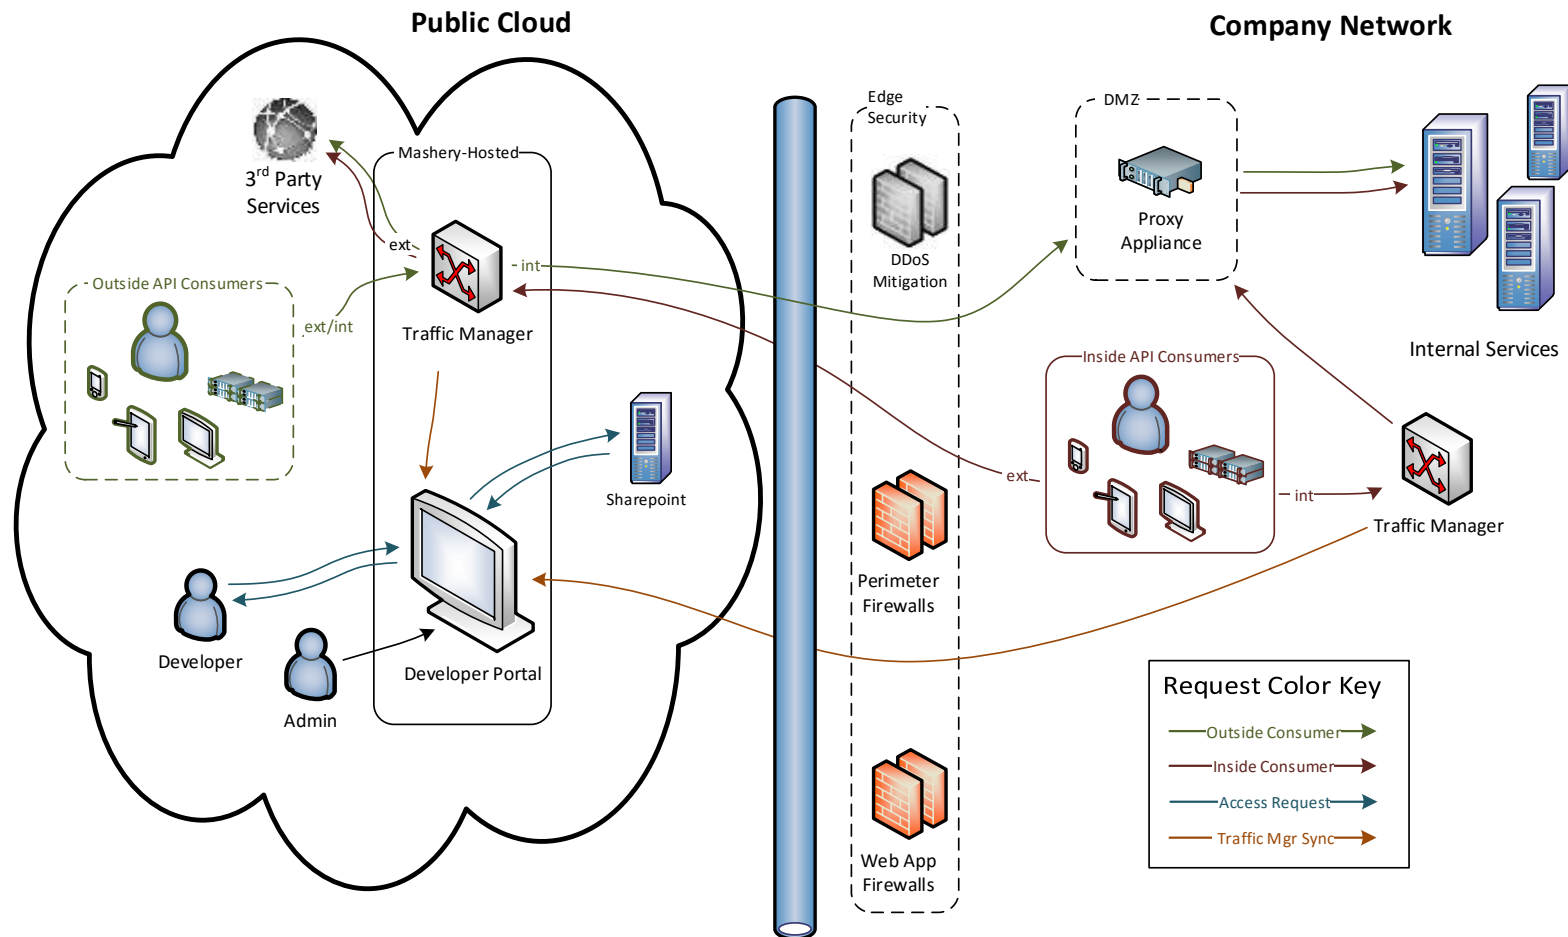 Public Cloud
Company Network
Edge
Security
DMZ
Mashery-Hosted
3rd Party
Services
ext
int
Proxy
Appliance
DDoS
Mitigation
Outside API Consumers
ext/int
Traffic Manager
Internal Services
Inside API Consumers
ext
int
Sharepoint
Traffic Manager
Perimeter
Firewalls
Developer
Developer Portal
Admin
Web App
Firewalls
Request Color Key
Outside Consumer
Inside Consumer
Access Request
Traffic Mgr Sync